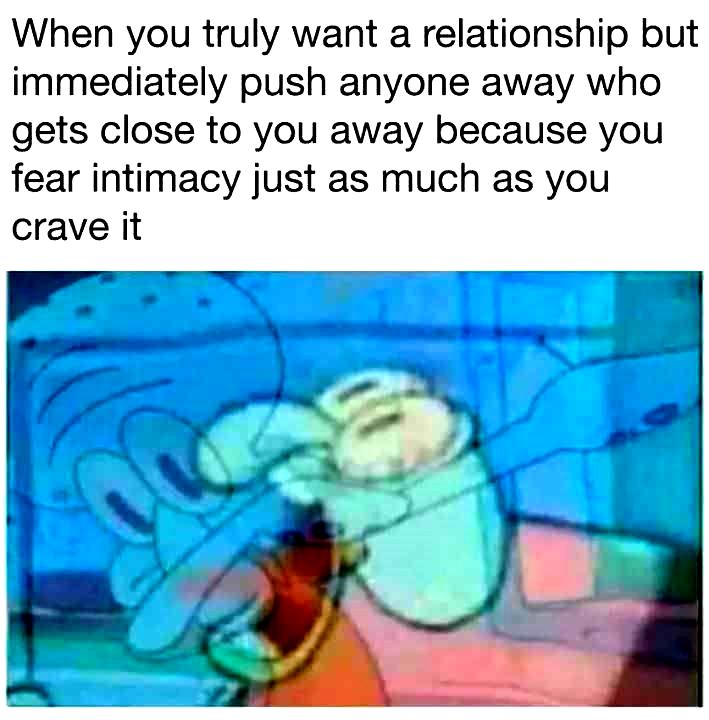 When you truly want a relationship but
immediately push anyone away who
gets close to you away because you
fear intimacy just as much as you
crave it